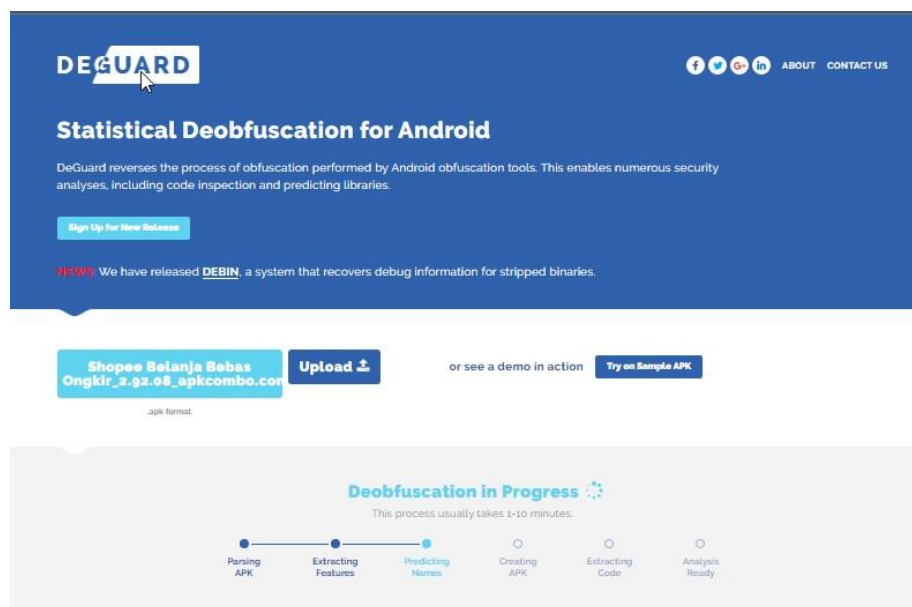 DEGUARD
ABOUT CONTACT US
Statistical Deobfuscation for Android
DeGuard reverses the process of obfuscation performed by Android obfuscation tools. This enables numerous security
analyses, including code inspection and predicting libraries.
Sign Up for New Release
NEWS: We have released DEBIN, a system that recovers debug information for stripped binaries.
Shopee Belanja Bebas
Ongkir_2.92.08_apkcombo.com
Upload
or see a demo in action
Try on Sample APK
.apk format
Deobfuscation in Progress
This process usually takes 1-10 minutes.
Parsing APK
Extracting Features
Predicting Names
Creating APK
Extracting Code
Analysis Ready